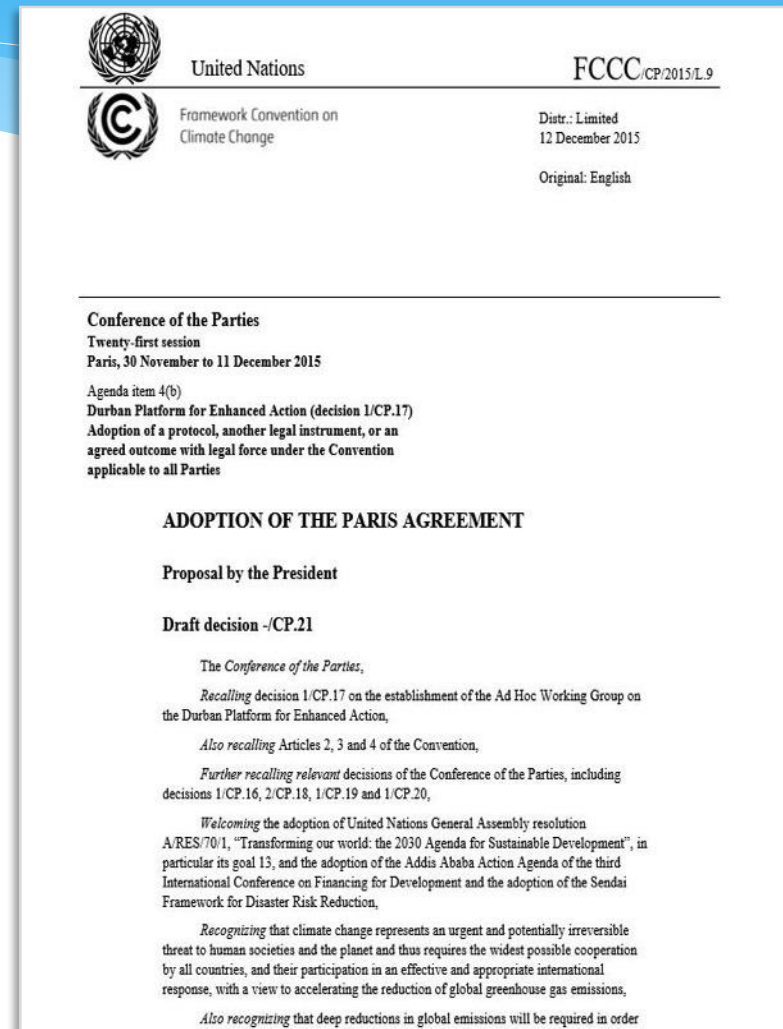 United Nations
FCCC/CP/2015/L.9
Framework Convention on
Climate Change
Distr.: Limited
12 December 2015
Original: English
Conference of the Parties
Twenty-first session
Paris, 30 November to 11 December 2015
Agenda item 4(b)
Durban Platform for Enhanced Action (decision 1/CP.17)
Adoption of a protocol, another legal instrument, or an
agreed outcome with legal force under the Convention
applicable to all Parties
ADOPTION OF THE PARIS AGREEMENT
Proposal by the President
Draft decision -/CP.21
The Conference of the Parties,
Recalling decision 1/CP.17 on the establishment of the Ad Hoc Working Group on
the Durban Platform for Enhanced Action,
Also recalling Articles 2, 3 and 4 of the Convention,
Further recalling relevant decisions of the Conference of the Parties, including
decisions 1/CP.16, 2/CP.18, 1/CP.19 and 1/CP.20,
Welcoming the adoption of United Nations General Assembly resolution
A/RES/70/1, “Transforming our world: the 2030 Agenda for Sustainable Development”, in
particular its goal 13, and the adoption of the Addis Ababa Action Agenda of the third
International Conference on Financing for Development and the adoption of the Sendai
Framework for Disaster Risk Reduction,
Recognizing that climate change represents an urgent and potentially irreversible
threat to human societies and the planet and thus requires the widest possible cooperation
by all countries, and their participation in an effective and appropriate international
response, with a view to accelerating the reduction of global greenhouse gas emissions,
Also recognizing that deep reductions in global emissions will be required in order